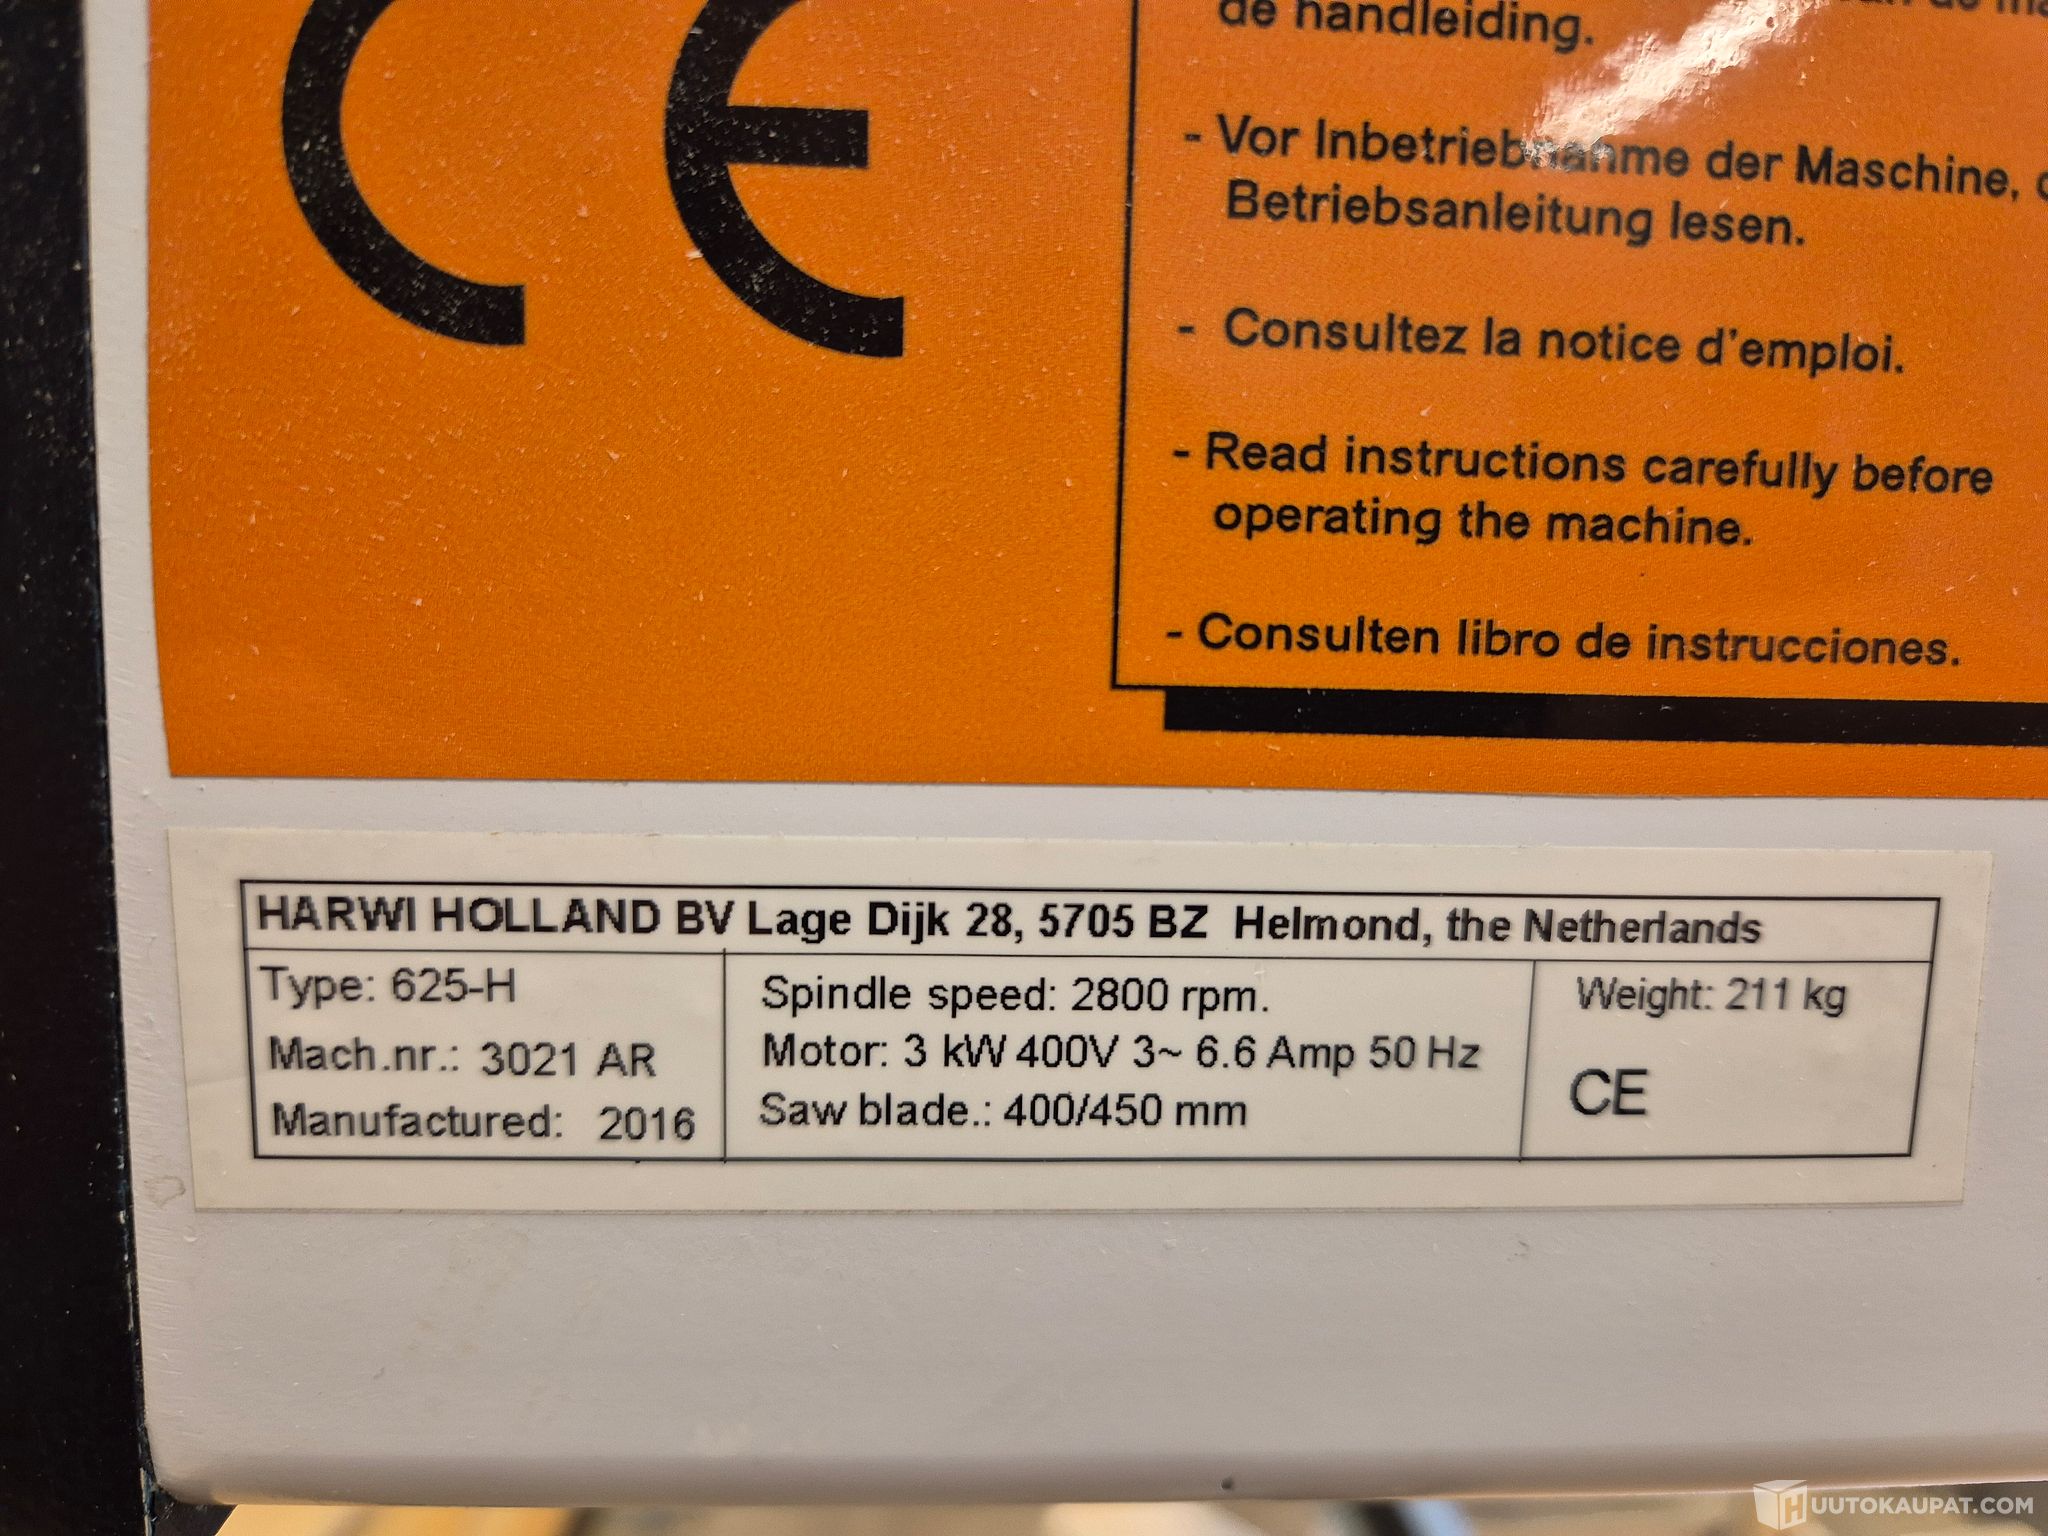 CE
de handleiding.
- Vor Inbetriebnahme der Maschine,
Betriebsanleitung lesen.
- Consultez la notice d'emploi.
- Read instructions carefully before
operating the machine.
- Consulten libro de instrucciones.
HARWI HOLLAND BV Lage Dijk 28, 5705 BZ Helmond, the Netherlands
Type: 625-H
Mach.nr.: 3021 AR
Manufactured: 2016
Spindle speed: 2800 rpm.
Motor: 3 kW 400V 3~ 6.6 Amp 50 Hz
Saw blade.: 400/450 mm
Weight: 211 kg
CE
HUUTOKAUPAT.COM